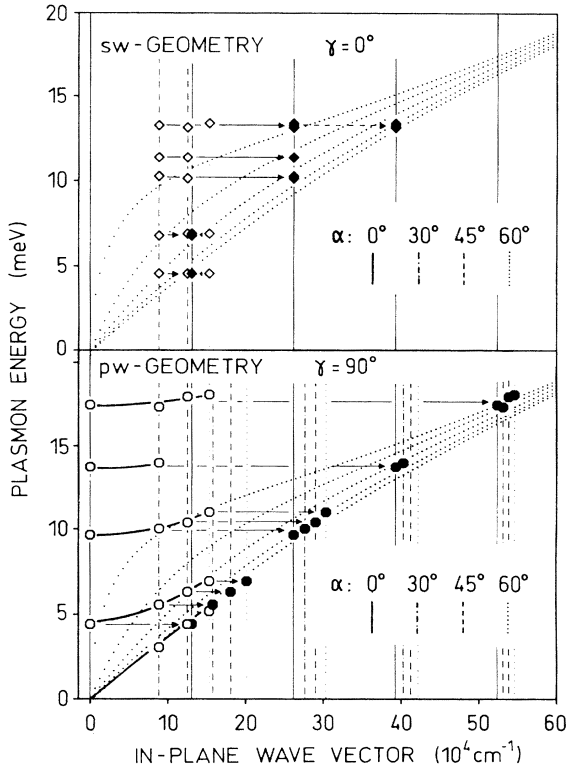 20
sw-GEOMETRY γ=0°
15
10
α: 0° 30° 45° 60°
5
0
PLASMON ENERGY (meV)
pw-GEOMETRY γ=90°
15
10
α: 0° 30° 45° 60°
5
0
0 10 20 30 40 50 60
IN-PLANE WAVE VECTOR (10⁴cm⁻¹)